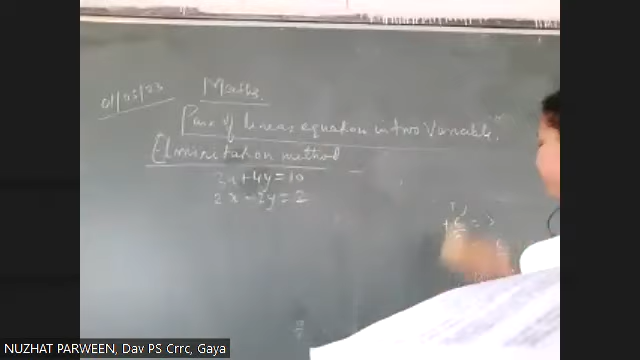 01/05/23
Maths.
Pair of linear equation in two Variable.
Elminitation method
3x+4y=10
2x-2y=2
NUZHAT PARWEEN, Dav PS Crrc, Gaya